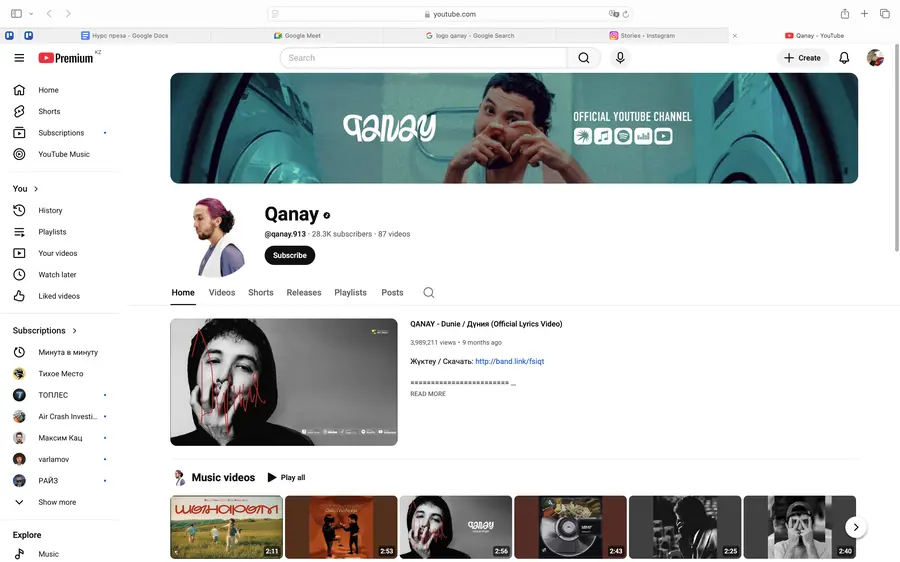 youtube.com
Нурс преза – Google Docs
Google Meet
logo qanay - Google Search
Stories • Instagram
Qanay - YouTube
Premium KZ
Search
Create
Home
Shorts
Subscriptions
YouTube Music
You
History
Playlists
Your videos
Watch later
Liked videos
Subscriptions
Минута в минуту
Тихое Место
ТОПЛЕС
Air Crash Investi...
Максим Кац
varlamov
РАЙЗ
Show more
Explore
Music
qanay
OFFICIAL YOUTUBE CHANNEL
Qanay
@qanay.913 · 28.3K subscribers · 87 videos
Subscribe
Home
Videos
Shorts
Releases
Playlists
Posts
QANAY - Dunie / Дүния (Official Lyrics Video)
3,989,211 views • 9 months ago
Жүктеу / Скачать: http://band.link/fsiqt
======================== ...
READ MORE
Music videos
Play all
2:11
2:53
qanay
2:56
2:43
2:25
2:40